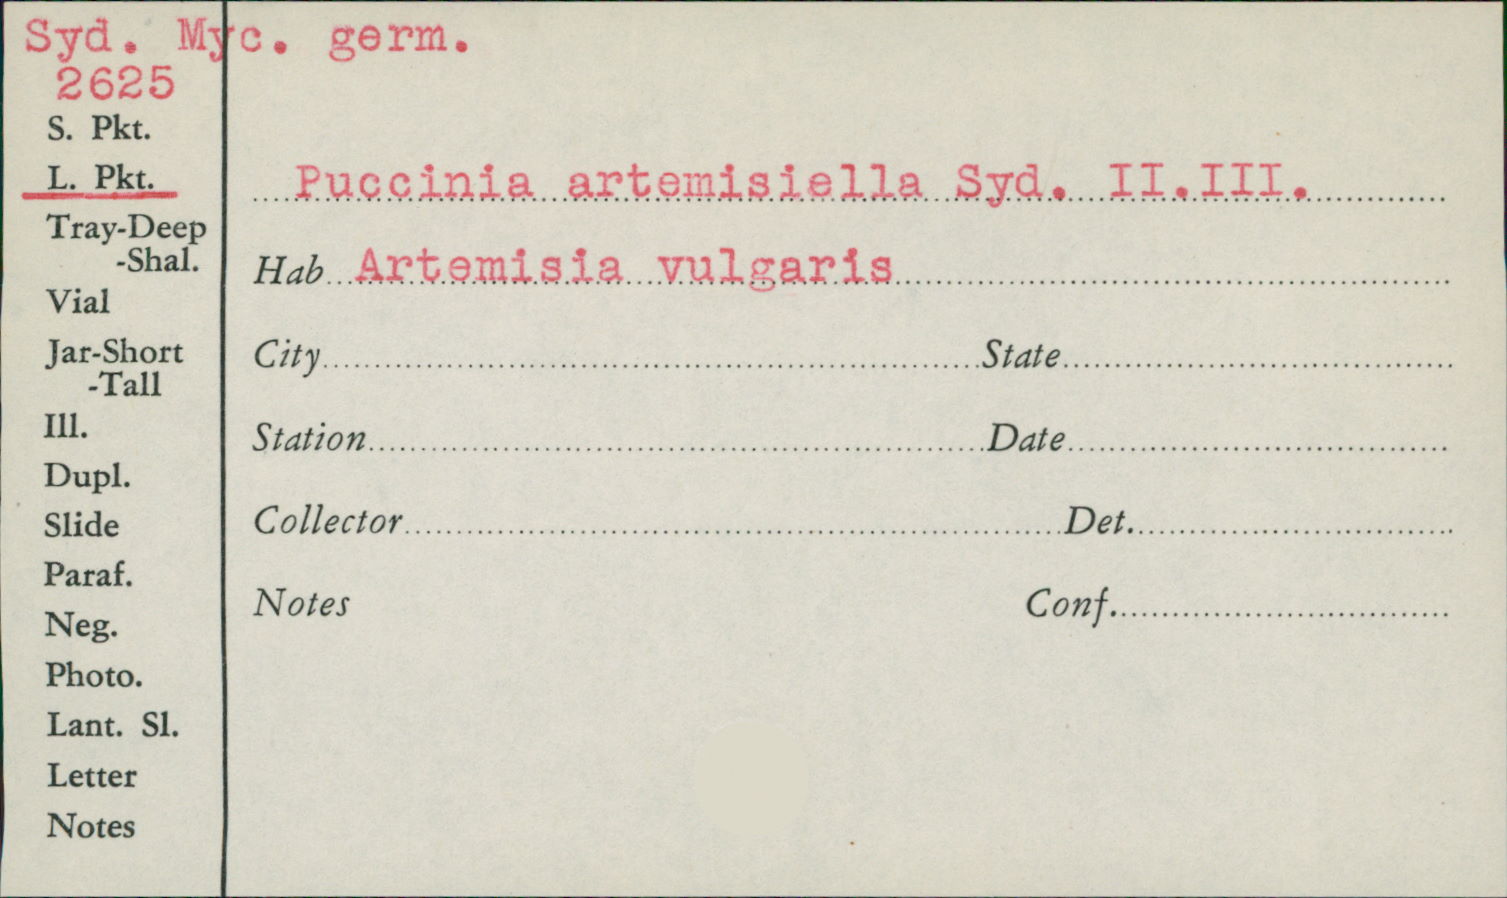 Syd. Myc. germ.
2625
S. Pkt.
L. Pkt.
Tray-Deep
-Shal.
Vial
Jar-Short
-Tall
Ill.
Dupl.
Slide
Paraf.
Neg.
Photo.
Lant. Sl.
Letter
Notes
Puccinia artemisiella Syd. II.III.
Hab Artemisia vulgaris
City State
Station Date
Collector Det.
Notes Conf.